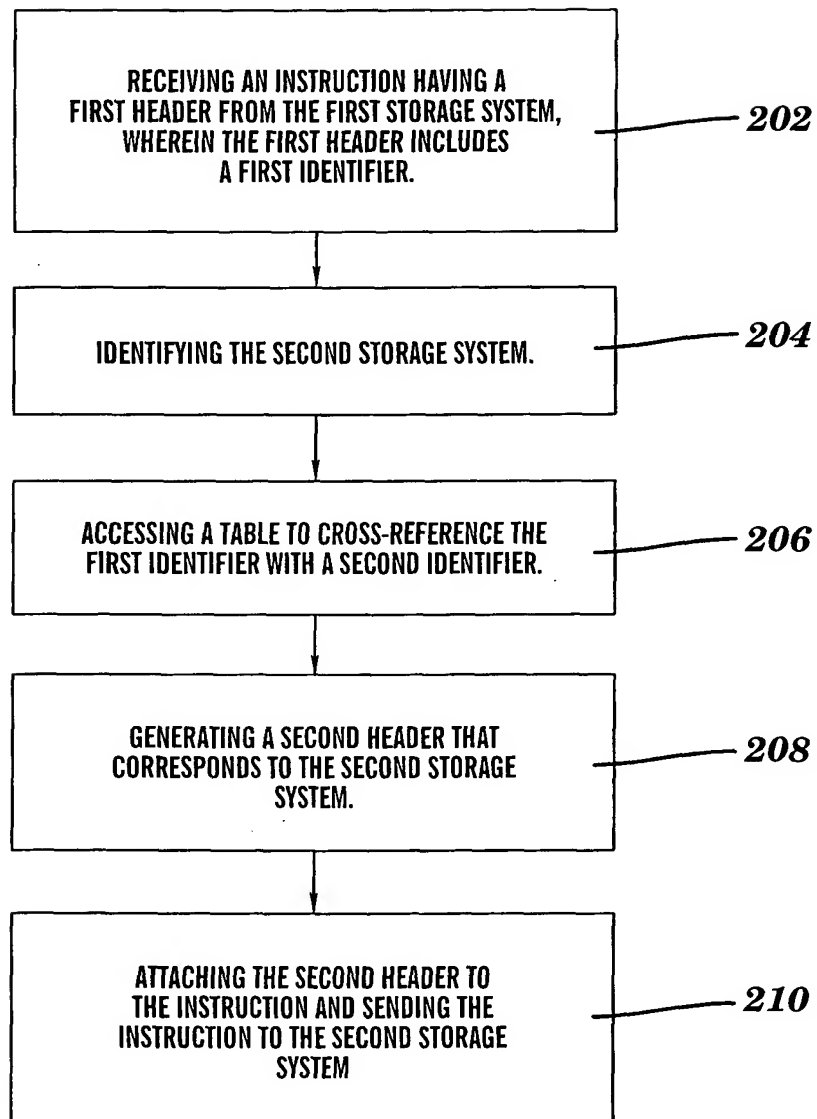 RECEIVING AN INSTRUCTION HAVING A
FIRST HEADER FROM THE FIRST STORAGE SYSTEM,
WHEREIN THE FIRST HEADER INCLUDES
A FIRST IDENTIFIER.
202
IDENTIFYING THE SECOND STORAGE SYSTEM.
204
ACCESSING A TABLE TO CROSS-REFERENCE THE
FIRST IDENTIFIER WITH A SECOND IDENTIFIER.
206
GENERATING A SECOND HEADER THAT
CORRESPONDS TO THE SECOND STORAGE
SYSTEM.
208
ATTACHING THE SECOND HEADER TO
THE INSTRUCTION AND SENDING THE
INSTRUCTION TO THE SECOND STORAGE
SYSTEM
210